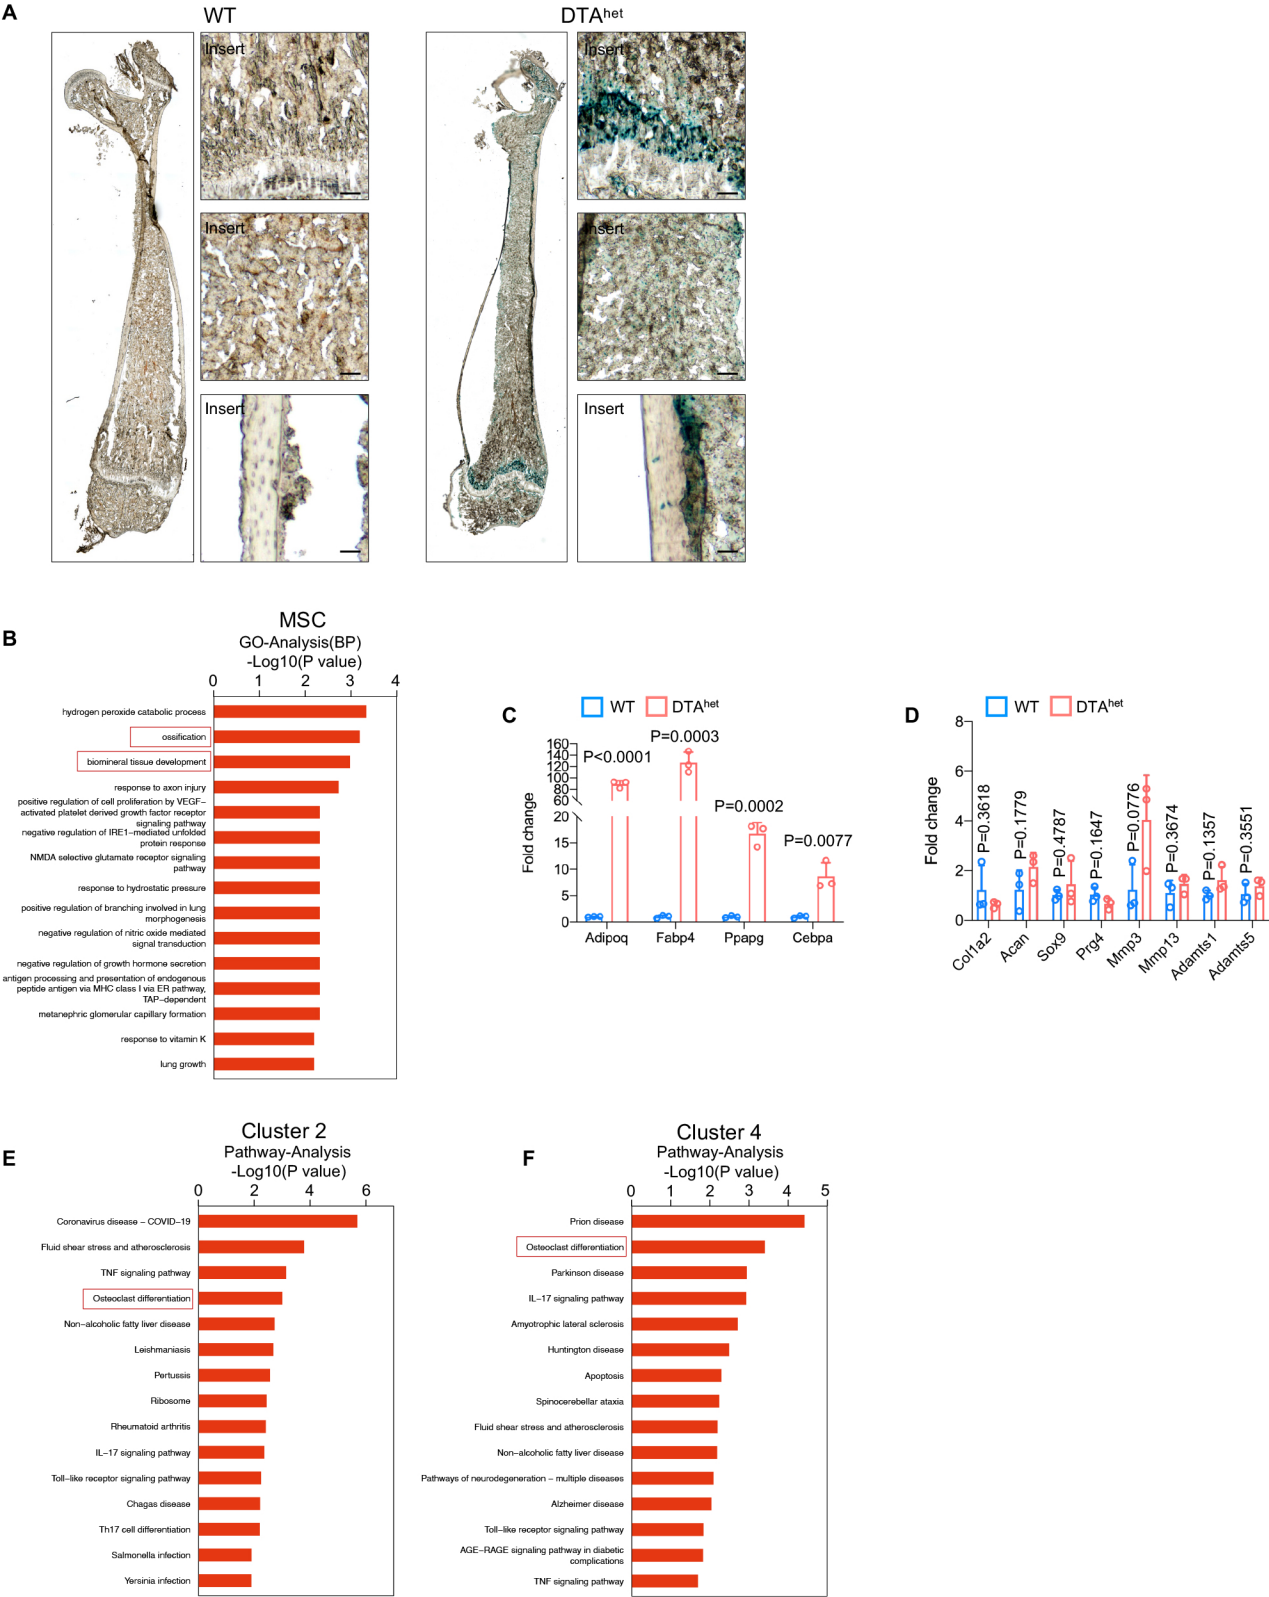 A
WT
DTAhet
Insert
Insert
Insert
Insert
Insert
Insert
B
MSC
GO-Analysis(BP)
-Log10(P value)
0 1 2 3 4
hydrogen peroxide catabolic process
ossification
biomineral tissue development
response to axon injury
positive regulation of cell proliferation by VEGF−
activated platelet derived growth factor receptor
signaling pathway
negative regulation of IRE1−mediated unfolded
protein response
NMDA selective glutamate receptor signaling
pathway
response to hydrostatic pressure
positive regulation of branching involved in lung
morphogenesis
negative regulation of nitric oxide mediated
signal transduction
negative regulation of growth hormone secretion
antigen processing and presentation of endogenous
peptide antigen via MHC class I via ER pathway,
TAP−dependent
metanephric glomerular capillary formation
response to vitamin K
lung growth
C
WT DTAhet
Fold change
160
140
120
100
80
60
20
15
10
5
0
P<0.0001
P=0.0003
P=0.0002
P=0.0077
Adipoq Fabp4 Ppapg Cebpa
D
WT DTAhet
Fold change
8
6
4
2
0
P=0.3618
P=0.1779
P=0.4787
P=0.1647
P=0.0776
P=0.3674
P=0.1357
P=0.3551
Col1a2
Acan
Sox9
Prg4
Mmp3
Mmp13
Adamts1
Adamts5
E
Cluster 2
Pathway-Analysis
-Log10(P value)
0 2 4 6
Coronavirus disease − COVID−19
Fluid shear stress and atherosclerosis
TNF signaling pathway
Osteoclast differentiation
Non−alcoholic fatty liver disease
Leishmaniasis
Pertussis
Ribosome
Rheumatoid arthritis
IL−17 signaling pathway
Toll−like receptor signaling pathway
Chagas disease
Th17 cell differentiation
Salmonella infection
Yersinia infection
F
Cluster 4
Pathway-Analysis
-Log10(P value)
0 1 2 3 4 5
Prion disease
Osteoclast differentiation
Parkinson disease
IL−17 signaling pathway
Amyotrophic lateral sclerosis
Huntington disease
Apoptosis
Spinocerebellar ataxia
Fluid shear stress and atherosclerosis
Non−alcoholic fatty liver disease
Pathways of neurodegeneration − multiple diseases
Alzheimer disease
Toll−like receptor signaling pathway
AGE−RAGE signaling pathway in diabetic
complications
TNF signaling pathway